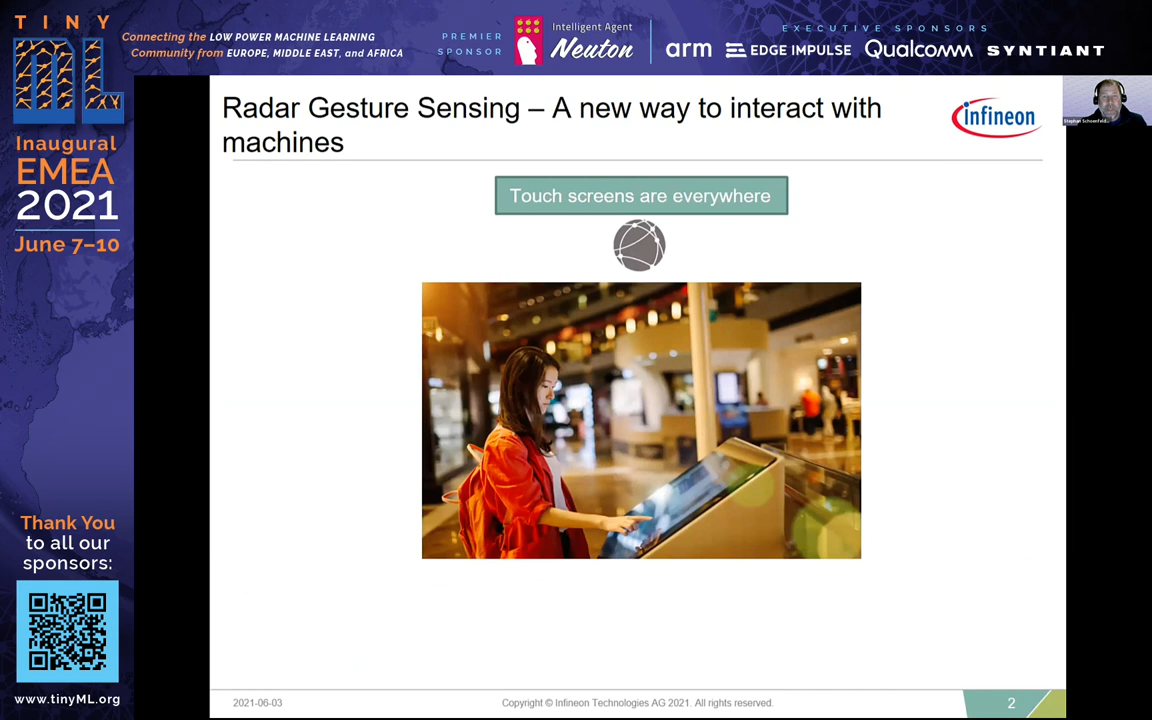 TINY
ML
Connecting the LOW POWER MACHINE LEARNING
Community from EUROPE, MIDDLE EAST, and AFRICA
PREMIER
SPONSOR
Intelligent Agent
Neuton
EXECUTIVE SPONSORS
arm
EDGE IMPULSE
Qualcomm
SYNTIANT
Inaugural
EMEA
2021
June 7–10
Radar Gesture Sensing – A new way to interact with
machines
infineon
Touch screens are everywhere
Thank You
to all our
sponsors:
www.tinyML.org
2021-06-03
Copyright © Infineon Technologies AG 2021. All rights reserved.
2